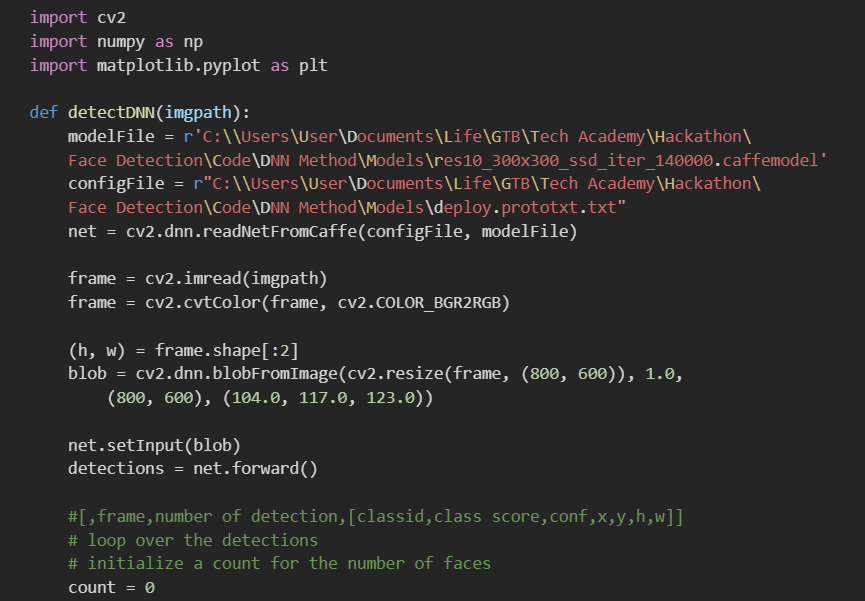 import cv2
import numpy as np
import matplotlib.pyplot as plt

def detectDNN(imgpath):
    modelFile = r'C:\\Users\User\Documents\Life\GTB\Tech Academy\Hackathon\
    Face Detection\Code\DNN Method\Models\res10_300x300_ssd_iter_140000.caffemodel'
    configFile = r"C:\\Users\User\Documents\Life\GTB\Tech Academy\Hackathon\
    Face Detection\Code\DNN Method\Models\deploy.prototxt.txt"
    net = cv2.dnn.readNetFromCaffe(configFile, modelFile)

    frame = cv2.imread(imgpath)
    frame = cv2.cvtColor(frame, cv2.COLOR_BGR2RGB)

    (h, w) = frame.shape[:2]
    blob = cv2.dnn.blobFromImage(cv2.resize(frame, (800, 600)), 1.0,
        (800, 600), (104.0, 117.0, 123.0))

    net.setInput(blob)
    detections = net.forward()

    #[,frame,number of detection,[classid,class score,conf,x,y,h,w]]
    # loop over the detections
    # initialize a count for the number of faces
    count = 0